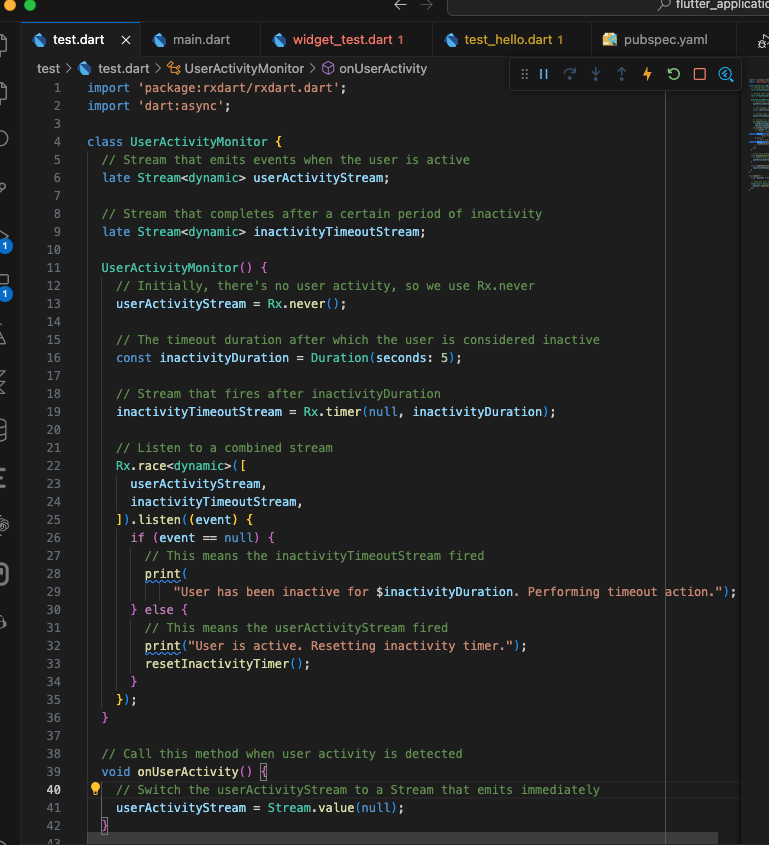 flutter_applicatio
test.dart
main.dart
widget_test.dart 1
test_hello.dart 1
pubspec.yaml
test > test.dart > UserActivityMonitor > onUserActivity
1 import 'package:rxdart/rxdart.dart';
2 import 'dart:async';
3
4 class UserActivityMonitor {
5 // Stream that emits events when the user is active
6 late Stream<dynamic> userActivityStream;
7
8 // Stream that completes after a certain period of inactivity
9 late Stream<dynamic> inactivityTimeoutStream;
10
11 UserActivityMonitor() {
12 // Initially, there's no user activity, so we use Rx.never
13 userActivityStream = Rx.never();
14
15 // The timeout duration after which the user is considered inactive
16 const inactivityDuration = Duration(seconds: 5);
17
18 // Stream that fires after inactivityDuration
19 inactivityTimeoutStream = Rx.timer(null, inactivityDuration);
20
21 // Listen to a combined stream
22 Rx.race<dynamic>([
23 userActivityStream,
24 inactivityTimeoutStream,
25 ]).listen((event) {
26 if (event == null) {
27 // This means the inactivityTimeoutStream fired
28 print(
29 "User has been inactive for $inactivityDuration. Performing timeout action.");
30 } else {
31 // This means the userActivityStream fired
32 print("User is active. Resetting inactivity timer.");
33 resetInactivityTimer();
34 }
35 });
36 }
37
38 // Call this method when user activity is detected
39 void onUserActivity() {
40 // Switch the userActivityStream to a Stream that emits immediately
41 userActivityStream = Stream.value(null);
42 }
43
1
1